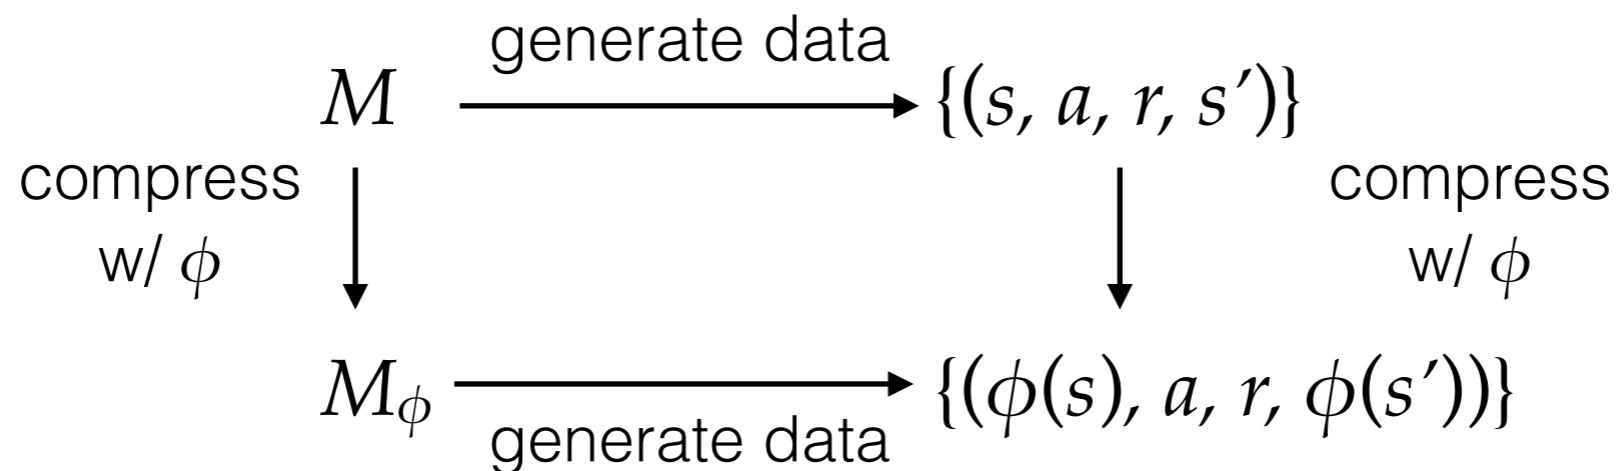 generate data
M {(s, a, r, s′)}
compress compress
w/ ϕ w/ ϕ
M_ϕ {(ϕ(s), a, r, ϕ(s′))}
generate data